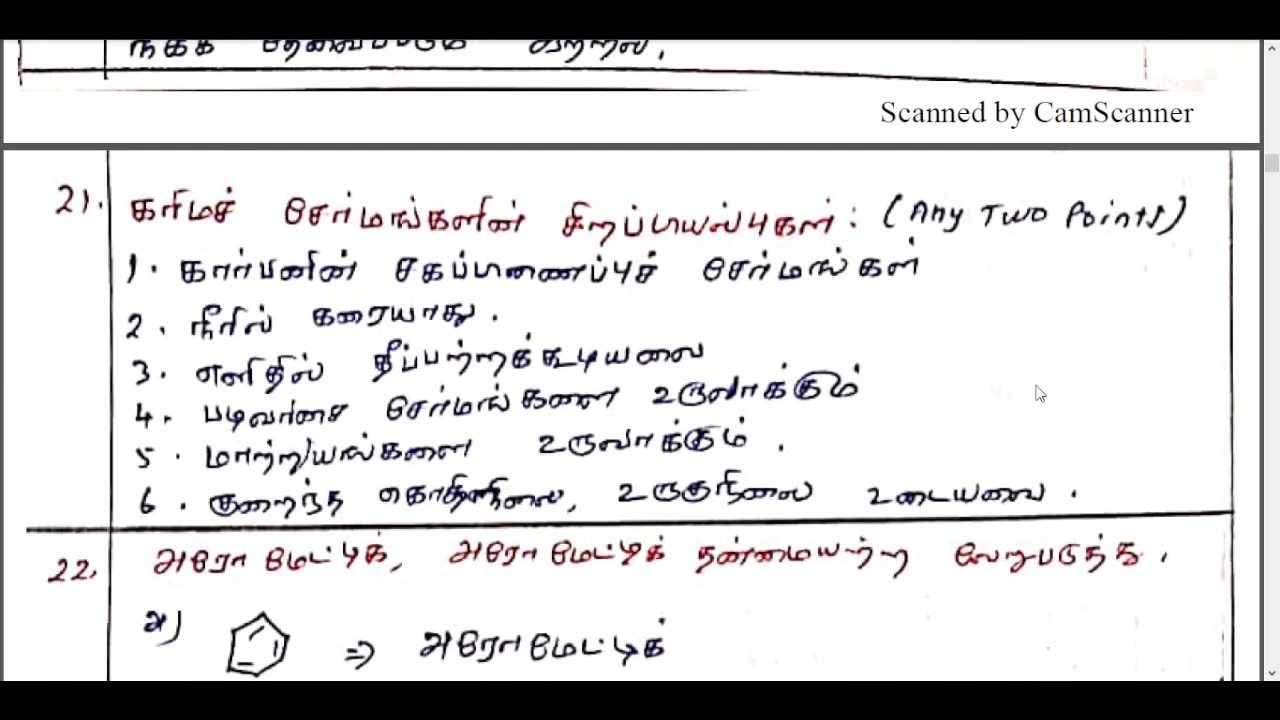 Scanned by CamScanner
21. கரிமச் சேர்மங்களின் சிறப்பியல்புகள் : (Any Two Points)
1. கார்பனின் சகப்பிணைப்புச் சேர்மங்கள்
2. நீரில் கரையாது.
3. எளிதில் தீப்பற்றக்கூடியவை
4. படிவரிசை சேர்மங்களை உருவாக்கும்
5. மாற்றியங்களை உருவாக்கும்.
6. குறைந்த கொதிநிலை, உருகுநிலை உடையவை.
22. அரோமேட்டிக், அரோமேட்டிக் தன்மையற்ற வேறுபடுத்துக.
அ) ⇒ அரோமேட்டிக்